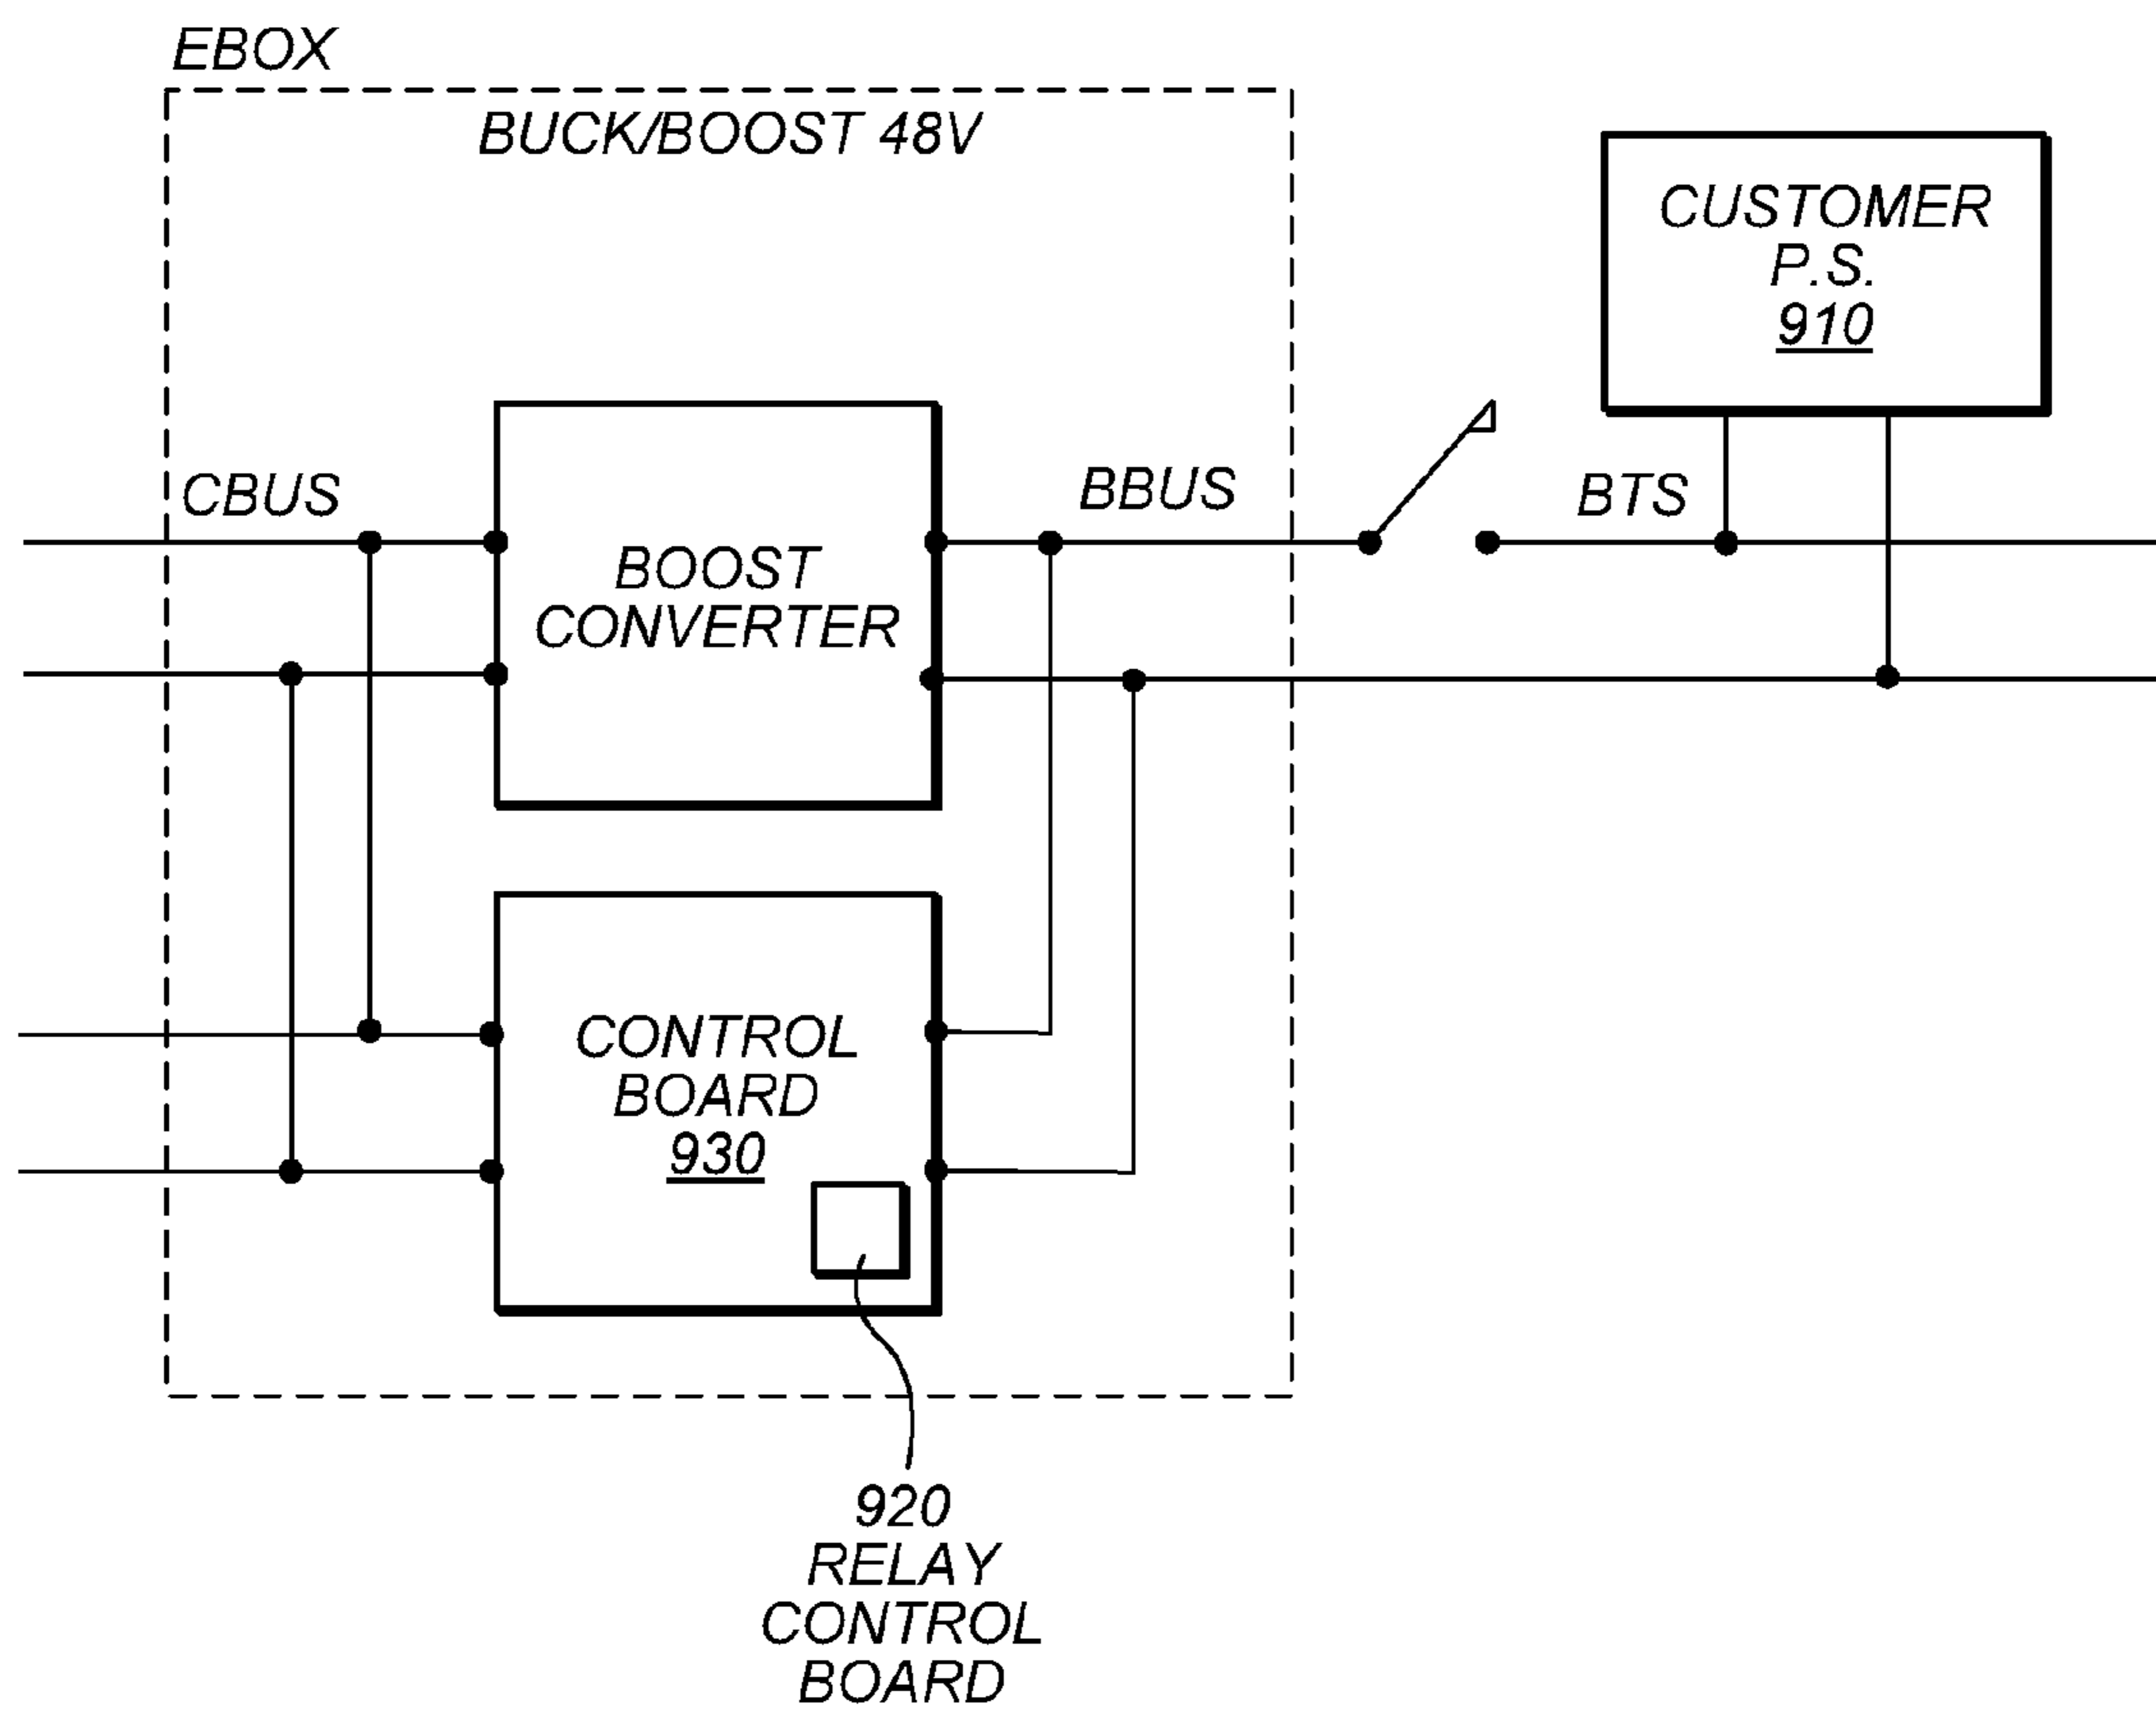 EBOX
BUCK/BOOST 48V
CUSTOMER
P.S.
910
CBUS
BBUS
BTS
BOOST
CONVERTER
CONTROL
BOARD
930
920
RELAY
CONTROL
BOARD